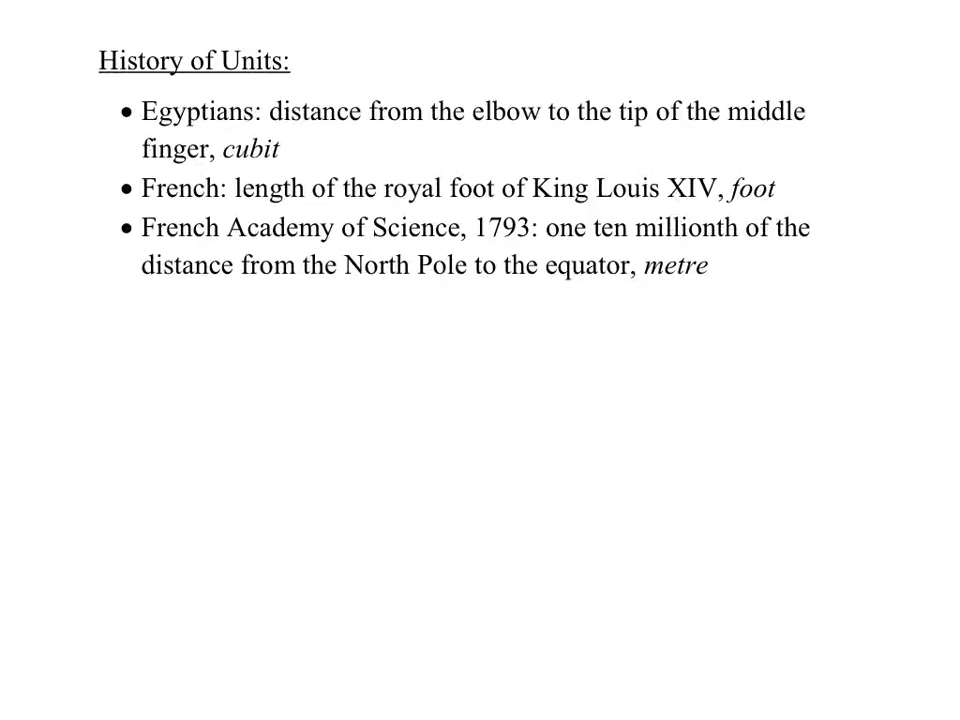 History of Units:
• Egyptians: distance from the elbow to the tip of the middle
finger, cubit
• French: length of the royal foot of King Louis XIV, foot
• French Academy of Science, 1793: one ten millionth of the
distance from the North Pole to the equator, metre